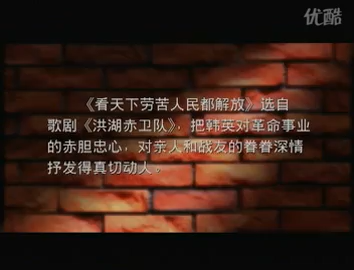 优酷
《看天下劳苦人民都解放》选自
歌剧《洪湖赤卫队》，把韩英对革命事业
的赤胆忠心，对亲人和战友的眷眷深情
抒发得真切动人。